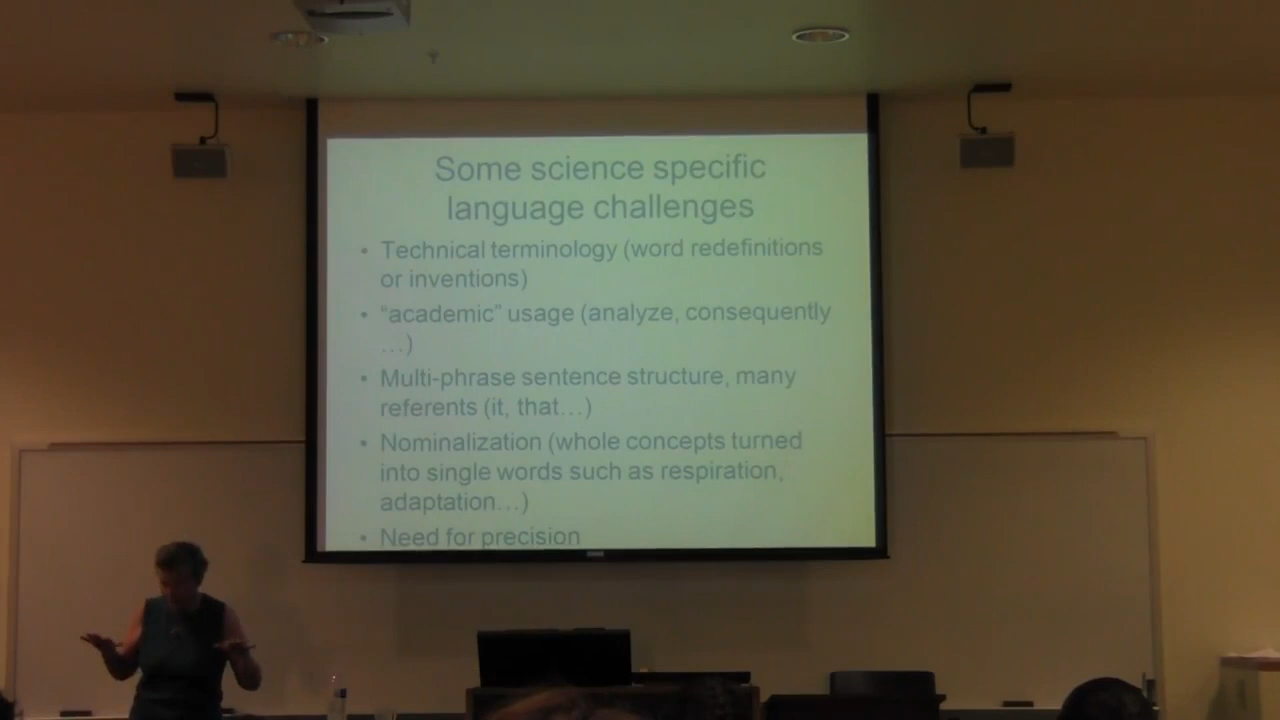 Some science specific
language challenges
• Technical terminology (word redefinitions
or inventions)
• “academic” usage (analyze, consequently
…)
• Multi-phrase sentence structure, many
referents (it, that…)
• Nominalization (whole concepts turned
into single words such as respiration,
adaptation…)
• Need for precision